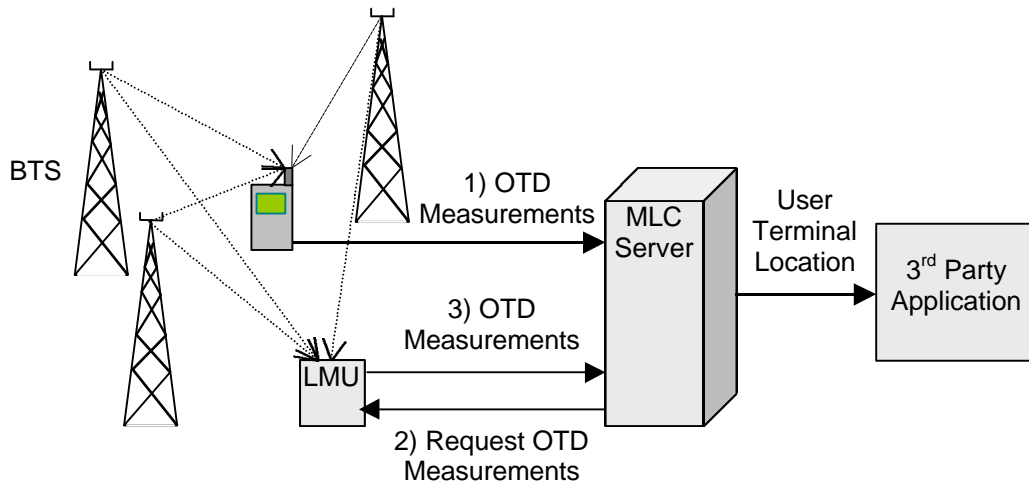 BTS
1) OTD
Measurements
MLC
Server
User
Terminal
Location
3rd Party
Application
3) OTD
Measurements
LMU
2) Request OTD
Measurements